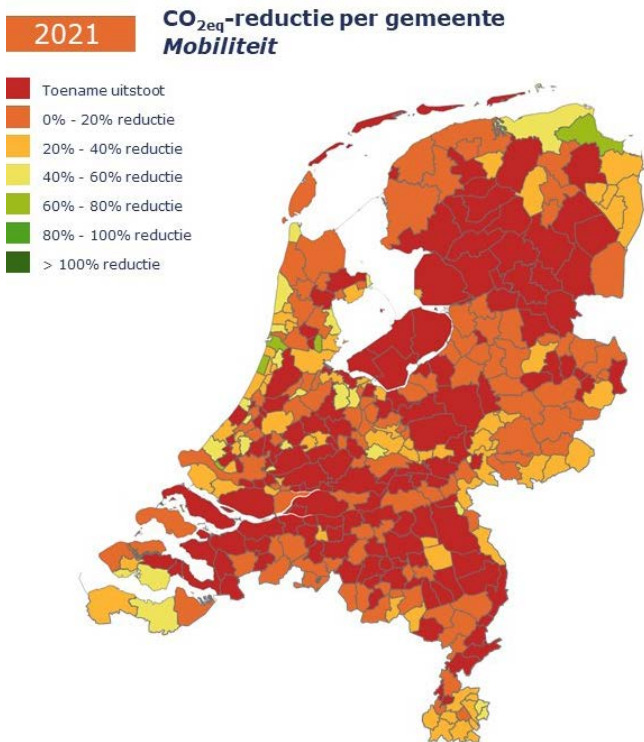 2021
CO2eq-reductie per gemeente
Mobiliteit
Toename uitstoot
0% - 20% reductie
20% - 40% reductie
40% - 60% reductie
60% - 80% reductie
80% - 100% reductie
> 100% reductie